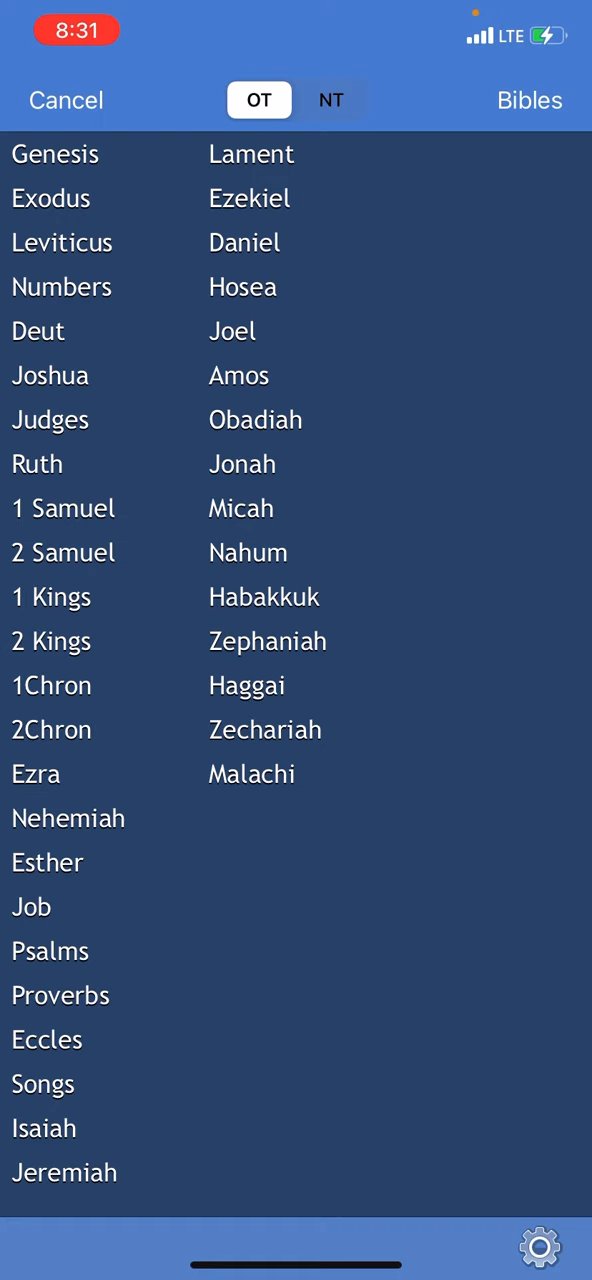 8:31
LTE
Cancel
OT
NT
Bibles
Genesis
Exodus
Leviticus
Numbers
Deut
Joshua
Judges
Ruth
1 Samuel
2 Samuel
1 Kings
2 Kings
1Chron
2Chron
Ezra
Nehemiah
Esther
Job
Psalms
Proverbs
Eccles
Songs
Isaiah
Jeremiah
Lament
Ezekiel
Daniel
Hosea
Joel
Amos
Obadiah
Jonah
Micah
Nahum
Habakkuk
Zephaniah
Haggai
Zechariah
Malachi